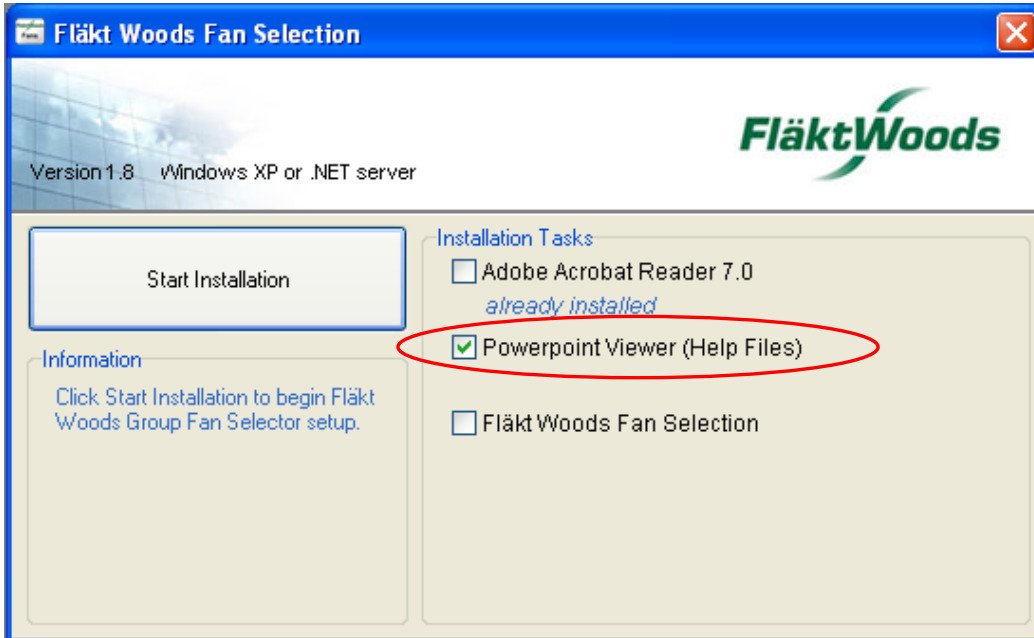 Fläkt Woods Fan Selection
FläktWoods
Version 1.8 Windows XP or .NET server
Start Installation
Information
Click Start Installation to begin Fläkt
Woods Group Fan Selector setup.
Installation Tasks
Adobe Acrobat Reader 7.0
already installed
Powerpoint Viewer (Help Files)
Fläkt Woods Fan Selection